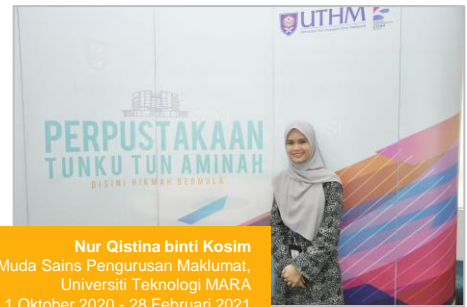 UTHM
PERPUSTAKAAN
TUNKU TUN AMINAH
DISINI HIKMAH BERMULA
Nur Qistina binti Kosim
Muda Sains Pengurusan Maklumat,
Universiti Teknologi MARA
1 Oktober 2020 - 28 Februari 2021